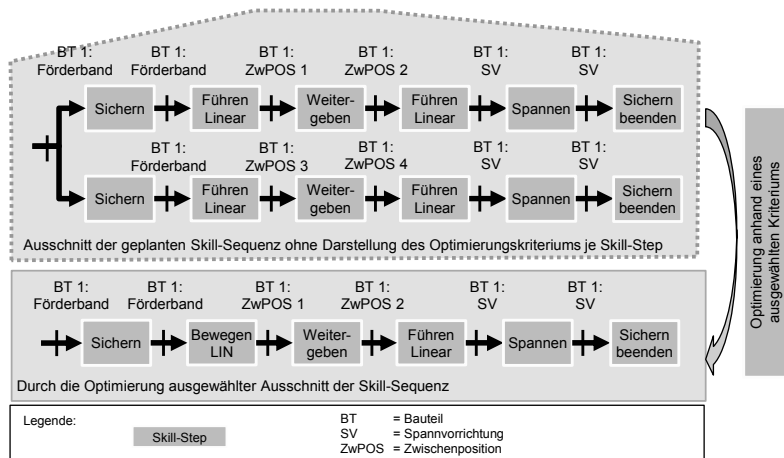 BT 1: BT 1: BT 1: BT 1: BT 1: BT 1:
Förderband Förderband ZwPOS 1 ZwPOS 2 SV SV
Sichern Führen Linear Weiter- geben Führen Linear Spannen Sichern beenden
BT 1: BT 1: BT 1: BT 1: BT 1:
Förderband ZwPOS 3 ZwPOS 4 SV SV
Sichern Führen Linear Weiter- geben Führen Linear Spannen Sichern beenden
Ausschnitt der geplanten Skill-Sequenz ohne Darstellung des Optimierungskriteriums je Skill-Step
BT 1: BT 1: BT 1: BT 1: BT 1: BT 1:
Förderband Förderband ZwPOS 1 ZwPOS 2 SV SV
Sichern Bewegen LIN Weiter- geben Führen Linear Spannen Sichern beenden
Durch die Optimierung ausgewählter Ausschnitt der Skill-Sequenz
Optimierung anhand eines
ausgewählten Kriteriums
Legende:
Skill-Step
BT = Bauteil
SV = Spannvorrichtung
ZwPOS = Zwischenposition